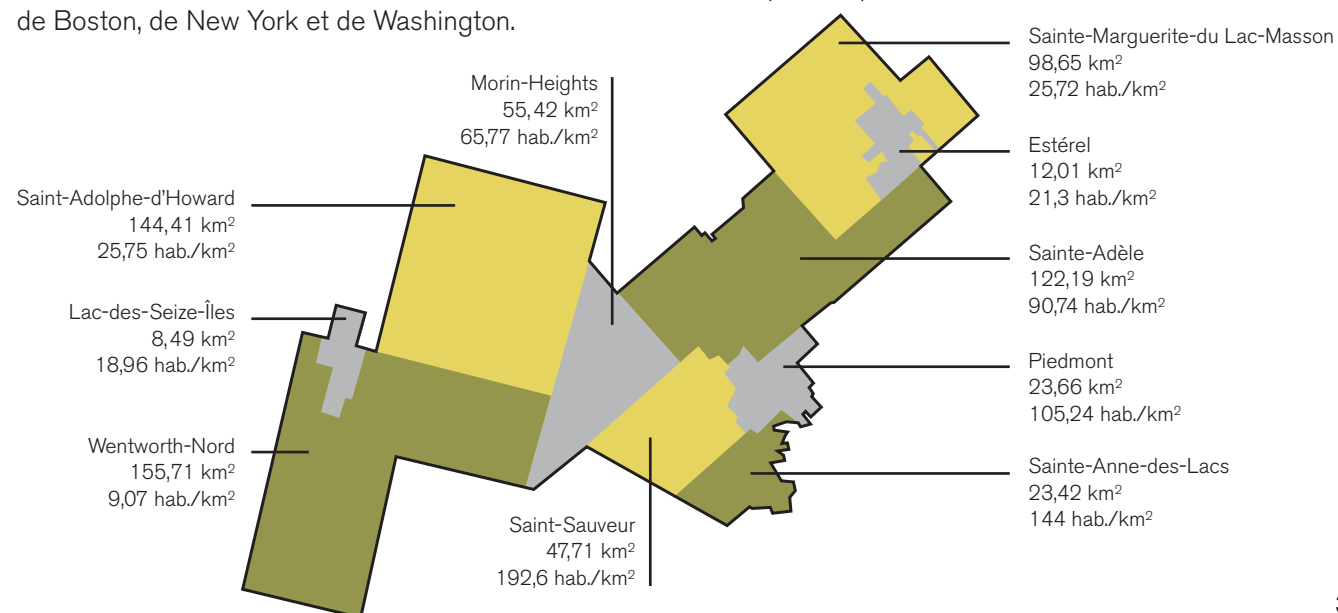 de Boston, de New York et de Washington.
Morin-Heights
55,42 km²
65,77 hab./km²
Saint-Adolphe-d'Howard
144,41 km²
25,75 hab./km²
Lac-des-Seize-Îles
8,49 km²
18,96 hab./km²
Wentworth-Nord
155,71 km²
9,07 hab./km²
Saint-Sauveur
47,71 km²
192,6 hab./km²
Sainte-Marguerite-du Lac-Masson
98,65 km²
25,72 hab./km²
Estérel
12,01 km²
21,3 hab./km²
Sainte-Adèle
122,19 km²
90,74 hab./km²
Piedmont
23,66 km²
105,24 hab./km²
Sainte-Anne-des-Lacs
23,42 km²
144 hab./km²